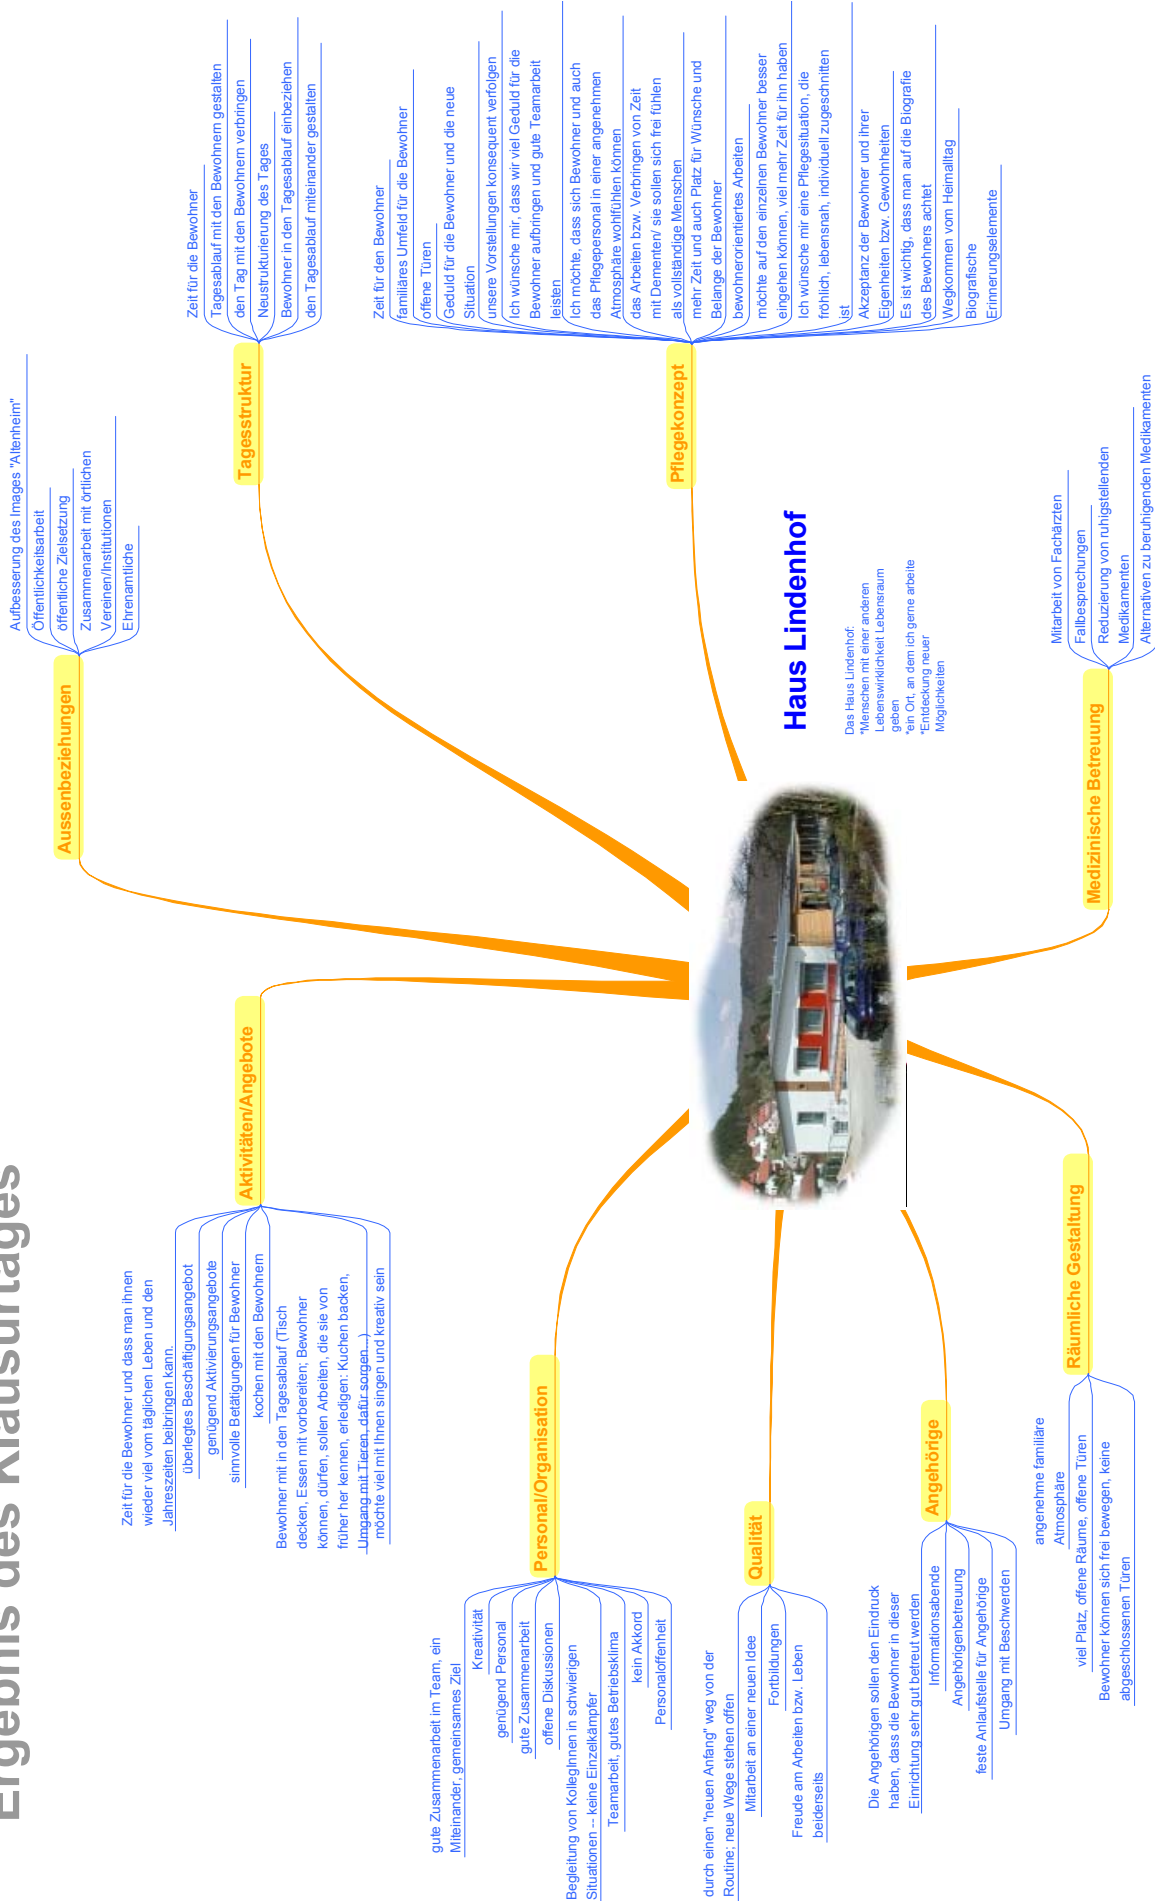 Ergebnis des Klausurtages
Haus Lindenhof
Das Haus Lindenhof:
*Menschen mit einer anderen
Lebenswirklichkeit Lebensraum
geben
*ein Ort, an dem ich gerne arbeite
*Entdeckung neuer
Möglichkeiten
Aussenbeziehungen
Aufbesserung des Images "Altenheim"
Öffentlichkeitsarbeit
öffentliche Zielsetzung
Zusammenarbeit mit örtlichen
Vereinen/Institutionen
Ehrenamtliche
Tagesstruktur
Zeit für die Bewohner
Tagesablauf mit den Bewohnern gestalten
den Tag mit den Bewohnern verbringen
Neustrukturierung des Tages
Bewohner in den Tagesablauf einbeziehen
den Tagesablauf miteinander gestalten
Pflegekonzept
Zeit für den Bewohner
familiäres Umfeld für die Bewohner
offene Türen
Geduld für die Bewohner und die neue
Situation
unsere Vorstellungen konsequent verfolgen
Ich wünsche mir, dass wir viel Geduld für die
Bewohner aufbringen und gute Teamarbeit
leisten
Ich möchte, dass sich Bewohner und auch
das Pflegepersonal in einer angenehmen
Atmosphäre wohlfühlen können
das Arbeiten bzw. Verbringen von Zeit
mit Dementen/ sie sollen sich frei fühlen
als vollständige Menschen
mehr Zeit und auch Platz für Wünsche und
Belange der Bewohner
bewohnerorientiertes Arbeiten
möchte auf den einzelnen Bewohner besser
eingehen können, viel mehr Zeit für ihn haben
Ich wünsche mir eine Pflegesituation, die
fröhlich, lebensnah, individuell zugeschnitten
ist
Akzeptanz der Bewohner und ihrer
Eigenheiten bzw. Gewohnheiten
Es ist wichtig, dass man auf die Biografie
des Bewohners achtet
Wegkommen vom Heimalltag
Biografische
Erinnerungselemente
Medizinische Betreuung
Mitarbeit von Fachärzten
Fallbesprechungen
Reduzierung von ruhigstellenden
Medikamenten
Alternativen zu beruhigenden Medikamenten
Aktivitäten/Angebote
Zeit für die Bewohner und dass man ihnen
wieder viel vom täglichen Leben und den
Jahreszeiten beibringen kann.
überlegtes Beschäftigungsangebot
genügend Aktivierungsangebote
sinnvolle Betätigungen für Bewohner
kochen mit den Bewohnern
Bewohner mit in den Tagesablauf (Tisch
decken, Essen mit vorbereiten; Bewohner
können, dürfen, sollen Arbeiten, die sie von
früher her kennen, erledigen: Kuchen backen,
Umgang mit Tieren, dafür sorgen...)
möchte viel mit Ihnen singen und kreativ sein
Personal/Organisation
gute Zusammenarbeit im Team, ein
Miteinander, gemeinsames Ziel
Kreativität
genügend Personal
gute Zusammenarbeit
offene Diskussionen
Begleitung von KollegInnen in schwierigen
Situationen -- keine Einzelkämpfer
Teamarbeit, gutes Betriebsklima
kein Akkord
Personaloffenheit
Qualität
durch einen "neuen Anfang" weg von der
Routine; neue Wege stehen offen
Mitarbeit an einer neuen Idee
Fortbildungen
Freude am Arbeiten bzw. Leben
beiderseits
Angehörige
Die Angehörigen sollen den Eindruck
haben, dass die Bewohner in dieser
Einrichtung sehr gut betreut werden
Informationsabende
Angehörigenbetreuung
feste Anlaufstelle für Angehörige
Umgang mit Beschwerden
Räumliche Gestaltung
angenehme familiäre
Atmosphäre
viel Platz, offene Räume, offene Türen
Bewohner können sich frei bewegen, keine
abgeschlossenen Türen